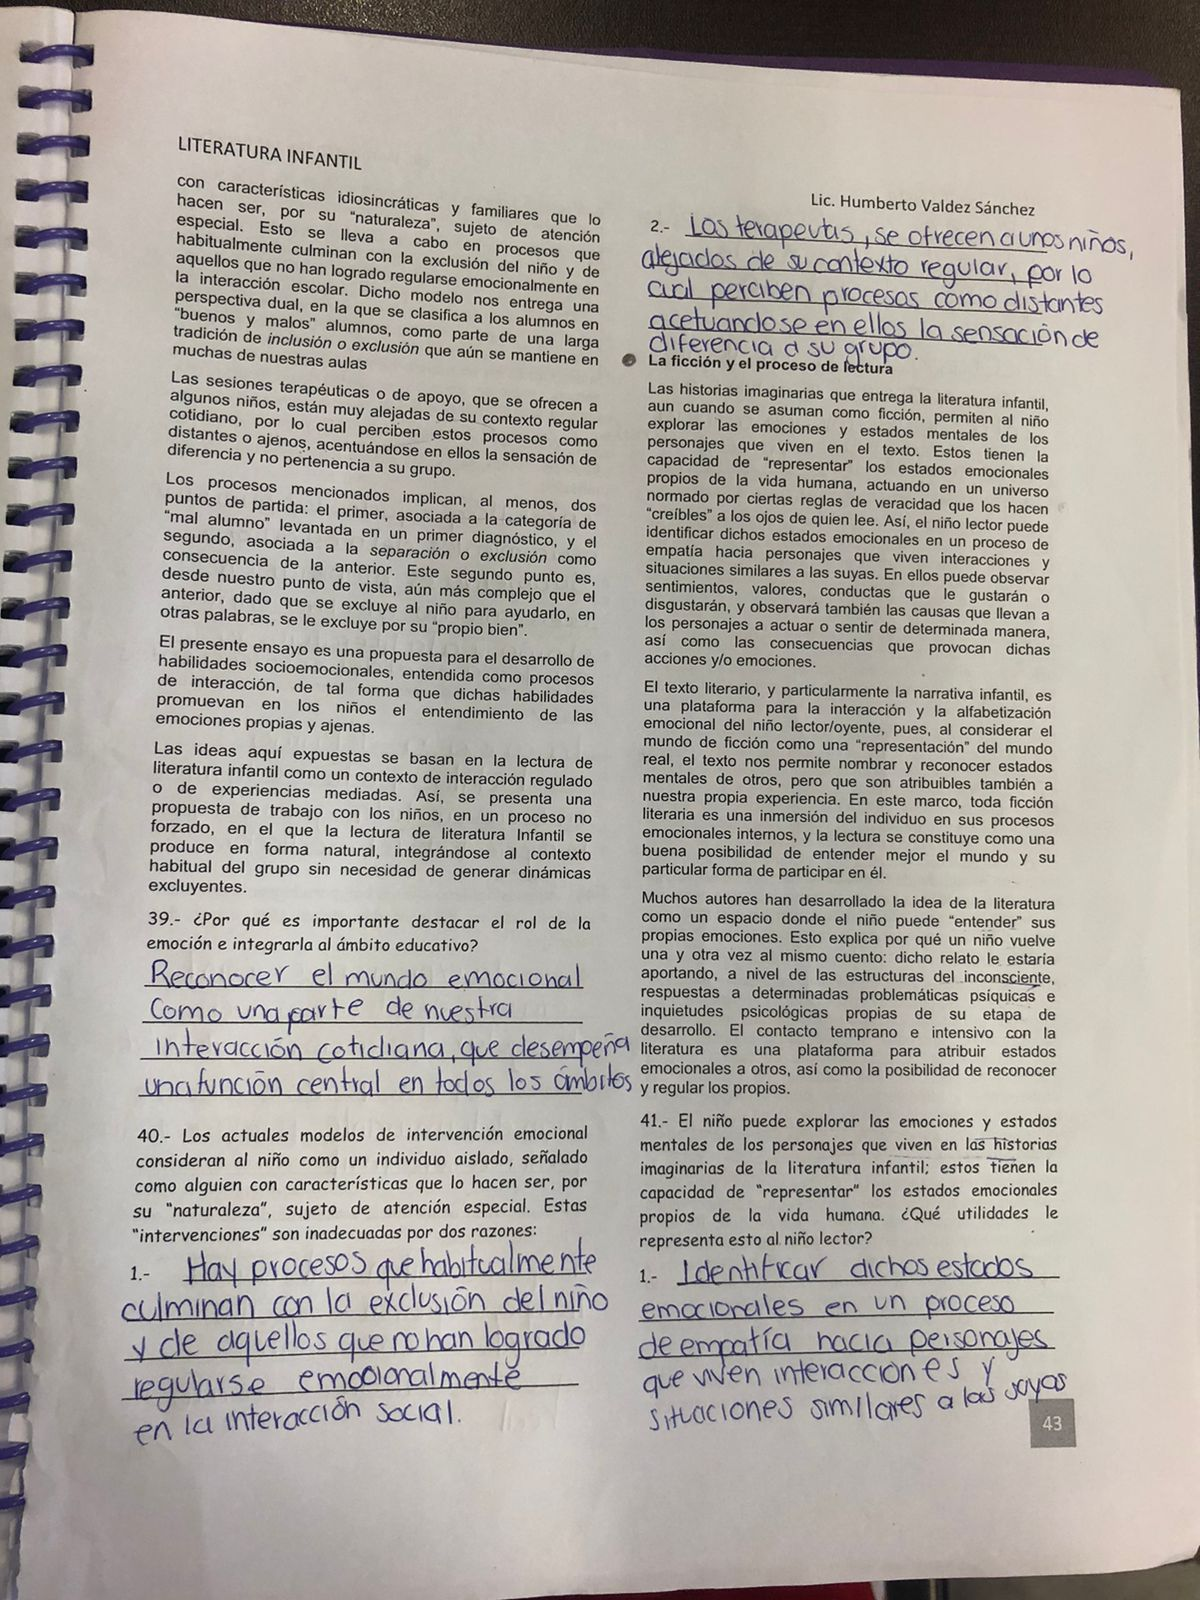 LITERATURA INFANTIL
con características idiosincráticas y familiares que lo
hacen ser, por su “naturaleza”, sujeto de atención
especial. Esto se lleva a cabo en procesos que
habitualmente culminan con la exclusión del niño y de
aquellos que no han logrado regularse emocionalmente en
la interacción escolar. Dicho modelo nos entrega una
perspectiva dual, en la que se clasifica a los alumnos en
“buenos y malos” alumnos, como parte de una larga
tradición de inclusión o exclusión que aún se mantiene en
muchas de nuestras aulas
Las sesiones terapéuticas o de apoyo, que se ofrecen a
algunos niños, están muy alejadas de su contexto regular
cotidiano, por lo cual perciben estos procesos como
distantes o ajenos, acentuándose en ellos la sensación de
diferencia y no pertenencia a su grupo.
Los procesos mencionados implican, al menos, dos
puntos de partida: el primer, asociada a la categoría de
“mal alumno” levantada en un primer diagnóstico, y el
segundo, asociada a la separación o exclusión como
consecuencia de la anterior. Este segundo punto es,
desde nuestro punto de vista, aún más complejo que el
anterior, dado que se excluye al niño para ayudarlo, en
otras palabras, se le excluye por su “propio bien”.
El presente ensayo es una propuesta para el desarrollo de
habilidades socioemocionales, entendida como procesos
de interacción, de tal forma que dichas habilidades
promuevan en los niños el entendimiento de las
emociones propias y ajenas.
Las ideas aquí expuestas se basan en la lectura de
literatura infantil como un contexto de interacción regulado
o de experiencias mediadas. Así, se presenta una
propuesta de trabajo con los niños, en un proceso no
forzado, en el que la lectura de literatura Infantil se
produce en forma natural, integrándose al contexto
habitual del grupo sin necesidad de generar dinámicas
excluyentes.
39.- ¿Por qué es importante destacar el rol de la
emoción e integrarla al ámbito educativo?
Reconocer el mundo emocional
como una parte de nuestra
interacción cotidiana, que desempeña
una función central en todos los ámbitos
40.- Los actuales modelos de intervención emocional
consideran al niño como un individuo aislado, señalado
como alguien con características que lo hacen ser, por
su “naturaleza”, sujeto de atención especial. Estas
“intervenciones” son inadecuadas por dos razones:
1.- Hay procesos que habitualmente
culminan con la exclusión del niño
y de aquellos que no han logrado
regularse emocionalmente
en la interacción social.
Lic. Humberto Valdez Sánchez
2.- Las terapeutas, se ofrecen a unos niños,
alejados de su contexto regular, por lo
cual perciben procesos como distantes
acetuandose en ellos la sensación de
diferencia a su grupo.
La ficción y el proceso de lectura
Las historias imaginarias que entrega la literatura infantil,
aun cuando se asuman como ficción, permiten al niño
explorar las emociones y estados mentales de los
personajes que viven en el texto. Estos tienen la
capacidad de “representar” los estados emocionales
propios de la vida humana, actuando en un universo
normado por ciertas reglas de veracidad que los hacen
“creíbles” a los ojos de quien lee. Así, el niño lector puede
identificar dichos estados emocionales en un proceso de
empatía hacia personajes que viven interacciones y
situaciones similares a las suyas. En ellos puede observar
sentimientos, valores, conductas que le gustarán o
disgustarán, y observará también las causas que llevan a
los personajes a actuar o sentir de determinada manera,
así como las consecuencias que provocan dichas
acciones y/o emociones.
El texto literario, y particularmente la narrativa infantil, es
una plataforma para la interacción y la alfabetización
emocional del niño lector/oyente, pues, al considerar el
mundo de ficción como una “representación” del mundo
real, el texto nos permite nombrar y reconocer estados
mentales de otros, pero que son atribuibles también a
nuestra propia experiencia. En este marco, toda ficción
literaria es una inmersión del individuo en sus procesos
emocionales internos, y la lectura se constituye como una
buena posibilidad de entender mejor el mundo y su
particular forma de participar en él.
Muchos autores han desarrollado la idea de la literatura
como un espacio donde el niño puede “entender” sus
propias emociones. Esto explica por qué un niño vuelve
una y otra vez al mismo cuento: dicho relato le estaría
aportando, a nivel de las estructuras del inconsciente,
respuestas a determinadas problemáticas psíquicas e
inquietudes psicológicas propias de su etapa de
desarrollo. El contacto temprano e intensivo con la
literatura es una plataforma para atribuir estados
emocionales a otros, así como la posibilidad de reconocer
y regular los propios.
41.- El niño puede explorar las emociones y estados
mentales de los personajes que viven en las historias
imaginarias de la literatura infantil; estos tienen la
capacidad de “representar” los estados emocionales
propios de la vida humana. ¿Qué utilidades le
representa esto al niño lector?
1.- Identificar dichos estados
emocionales en un proceso
de empatía hacia personajes
que viven interacciones y
situaciones similares a las suyas
43